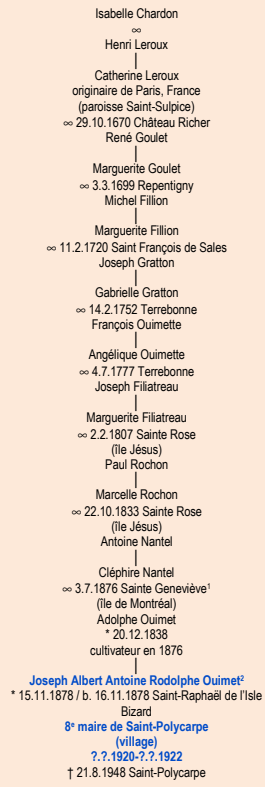 Isabelle Chardon
∞
Henri Leroux
Catherine Leroux
originaire de Paris, France
(paroisse Saint-Sulpice)
∞ 29.10.1670 Château Richer
René Goulet
Marguerite Goulet
∞ 3.3.1699 Repentigny
Michel Fillion
Marguerite Fillion
∞ 11.2.1720 Saint François de Sales
Joseph Gratton
Gabrielle Gratton
∞ 14.2.1752 Terrebonne
François Ouimette
Angélique Ouimette
∞ 4.7.1777 Terrebonne
Joseph Filiatreau
Marguerite Filiatreau
∞ 2.2.1807 Sainte Rose
(île Jésus)
Paul Rochon
Marcelle Rochon
∞ 22.10.1833 Sainte Rose
(île Jésus)
Antoine Nantel
Cléphire Nantel
∞ 3.7.1876 Sainte Geneviève¹
(île de Montréal)
Adolphe Ouimet
* 20.12.1838
cultivateur en 1876
Joseph Albert Antoine Rodolphe Ouimet²
* 15.11.1878 / b. 16.11.1878 Saint-Raphaël de l'Isle
Bizard
8ᵉ maire de Saint-Polycarpe
(village)
?.?.1920-?.?.1922
† 21.8.1948 Saint-Polycarpe